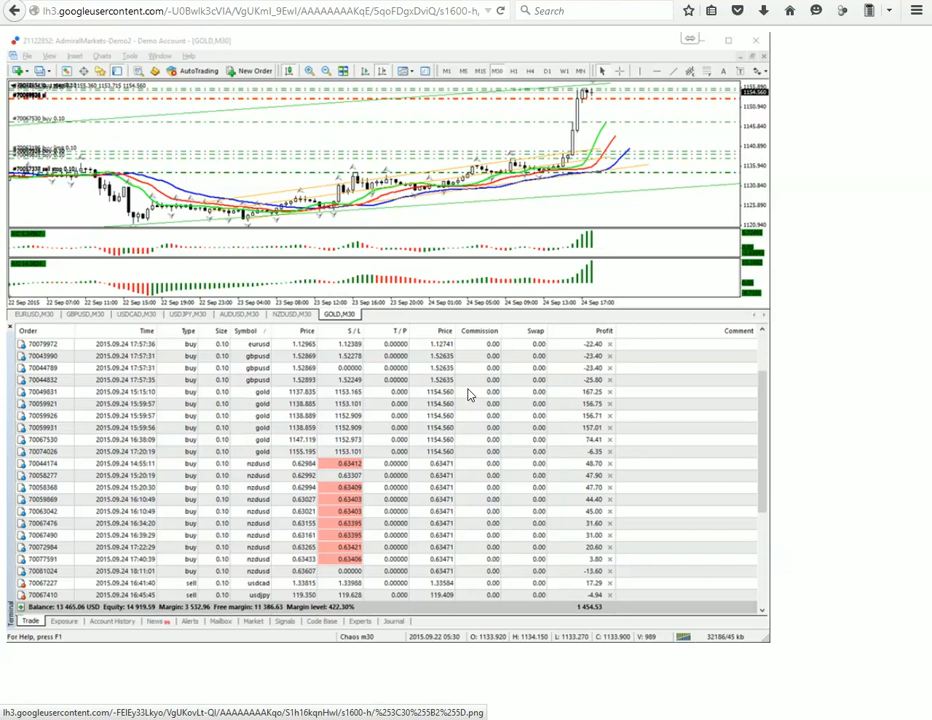 lh3.googleusercontent.com/-U0BwIk3cVIA/VgUKmI_9EwI/AAAAAAAAKqE/5qoFDgxDviQ/s1600-h,
Search
21122852: AdmiralMarkets-Demo2 - Demo Account - [GOLD,M30]
File View Insert Charts Tools Window Help
AutoTrading New Order M1 M5 M15 M30 H1 H4 D1 W1 MN
1155.360 1153.715 1154.560
1155.890
1154.560
1150.940
#70067530 buy 0.10
1145.840
1140.890
1135.940
1130.840
1125.890
1120.940
22 Sep 2015 22 Sep 07:00 22 Sep 11:00 22 Sep 15:00 22 Sep 19:00 22 Sep 23:00 23 Sep 04:00 23 Sep 08:00 23 Sep 12:00 23 Sep 16:00 23 Sep 20:00 24 Sep 01:00 24 Sep 05:00 24 Sep 09:00 24 Sep 13:00 24 Sep 17:00
EURUSD,M30 GBPUSD,M30 USDCAD,M30 USDJPY,M30 AUDUSD,M30 NZDUSD,M30 GOLD,M30
Order Time Type Size Symbol / Price S / L T / P Price Commission Swap Profit Comment
70079972 2015.09.24 17:57:36 buy 0.10 eurusd 1.12965 1.12389 0.00000 1.12741 0.00 0.00 -22.40
70043990 2015.09.24 17:57:31 buy 0.10 gbpusd 1.52869 1.52278 0.00000 1.52635 0.00 0.00 -23.40
70044789 2015.09.24 17:57:31 buy 0.10 gbpusd 1.52869 0.00000 0.00000 1.52635 0.00 0.00 -23.40
70044832 2015.09.24 17:57:35 buy 0.10 gbpusd 1.52893 1.52249 0.00000 1.52635 0.00 0.00 -25.80
70049831 2015.09.24 15:15:10 buy 0.10 gold 1137.835 1153.165 0.000 1154.560 0.00 0.00 167.25
70059921 2015.09.24 15:59:57 buy 0.10 gold 1138.885 1153.101 0.000 1154.560 0.00 0.00 156.75
70059926 2015.09.24 15:59:57 buy 0.10 gold 1138.889 1152.909 0.000 1154.560 0.00 0.00 156.71
70059931 2015.09.24 15:59:56 buy 0.10 gold 1138.859 1152.909 0.000 1154.560 0.00 0.00 157.01
70067530 2015.09.24 16:38:09 buy 0.10 gold 1147.119 1152.973 0.000 1154.560 0.00 0.00 74.41
70074026 2015.09.24 17:20:19 buy 0.10 gold 1155.195 1153.101 0.000 1154.560 0.00 0.00 -6.35
70044174 2015.09.24 14:55:11 buy 0.10 nzdusd 0.62984 0.63412 0.00000 0.63471 0.00 0.00 48.70
70058277 2015.09.24 15:20:19 buy 0.10 nzdusd 0.62992 0.63307 0.00000 0.63471 0.00 0.00 47.90
70058368 2015.09.24 15:20:30 buy 0.10 nzdusd 0.62994 0.63409 0.00000 0.63471 0.00 0.00 47.70
70059869 2015.09.24 16:10:49 buy 0.10 nzdusd 0.63027 0.63403 0.00000 0.63471 0.00 0.00 44.40
70063042 2015.09.24 16:10:49 buy 0.10 nzdusd 0.63021 0.63403 0.00000 0.63471 0.00 0.00 45.00
70067476 2015.09.24 16:34:20 buy 0.10 nzdusd 0.63155 0.63395 0.00000 0.63471 0.00 0.00 31.60
70067490 2015.09.24 16:39:29 buy 0.10 nzdusd 0.63161 0.63395 0.00000 0.63471 0.00 0.00 31.00
70072984 2015.09.24 17:22:29 buy 0.10 nzdusd 0.63265 0.63421 0.00000 0.63471 0.00 0.00 20.60
70077591 2015.09.24 17:40:39 buy 0.10 nzdusd 0.63433 0.63406 0.00000 0.63471 0.00 0.00 3.80
70081024 2015.09.24 18:11:01 buy 0.10 nzdusd 0.63607 0.00000 0.00000 0.63471 0.00 0.00 -13.60
70067227 2015.09.24 16:41:40 sell 0.10 usdcad 1.33815 1.33988 0.00000 1.33584 0.00 0.00 17.29
70059410 2015.09.24 16:45:45 sell 0.10 usdjpy 119.350 119.628 0.000 119.409 0.00 0.00 -4.94
Balance: 13 465.06 USD Equity: 14 919.59 Margin: 3 532.96 Free margin: 11 386.63 Margin level: 422.30% 1 454.53
Terminal
Trade Exposure Account History News Alerts Mailbox Market Signals Code Base Experts Journal
For Help, press F1 Chaos m30 2015.09.22 05:30 O: 1133.920 H: 1134.150 L: 1133.270 C: 1133.900 V: 989 32186/45 kb
lh3.googleusercontent.com/-FElEy33Lkyo/VgUKovLt-QI/AAAAAAAAKqo/S1h16kqnHwI/s1600-h/%253C30%255B2%255D.png